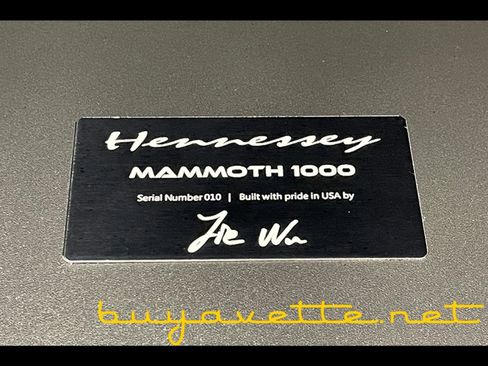 Hennessey
MAMMOTH 1000
Serial Number 010 | Built with pride in USA by
buyavette.net